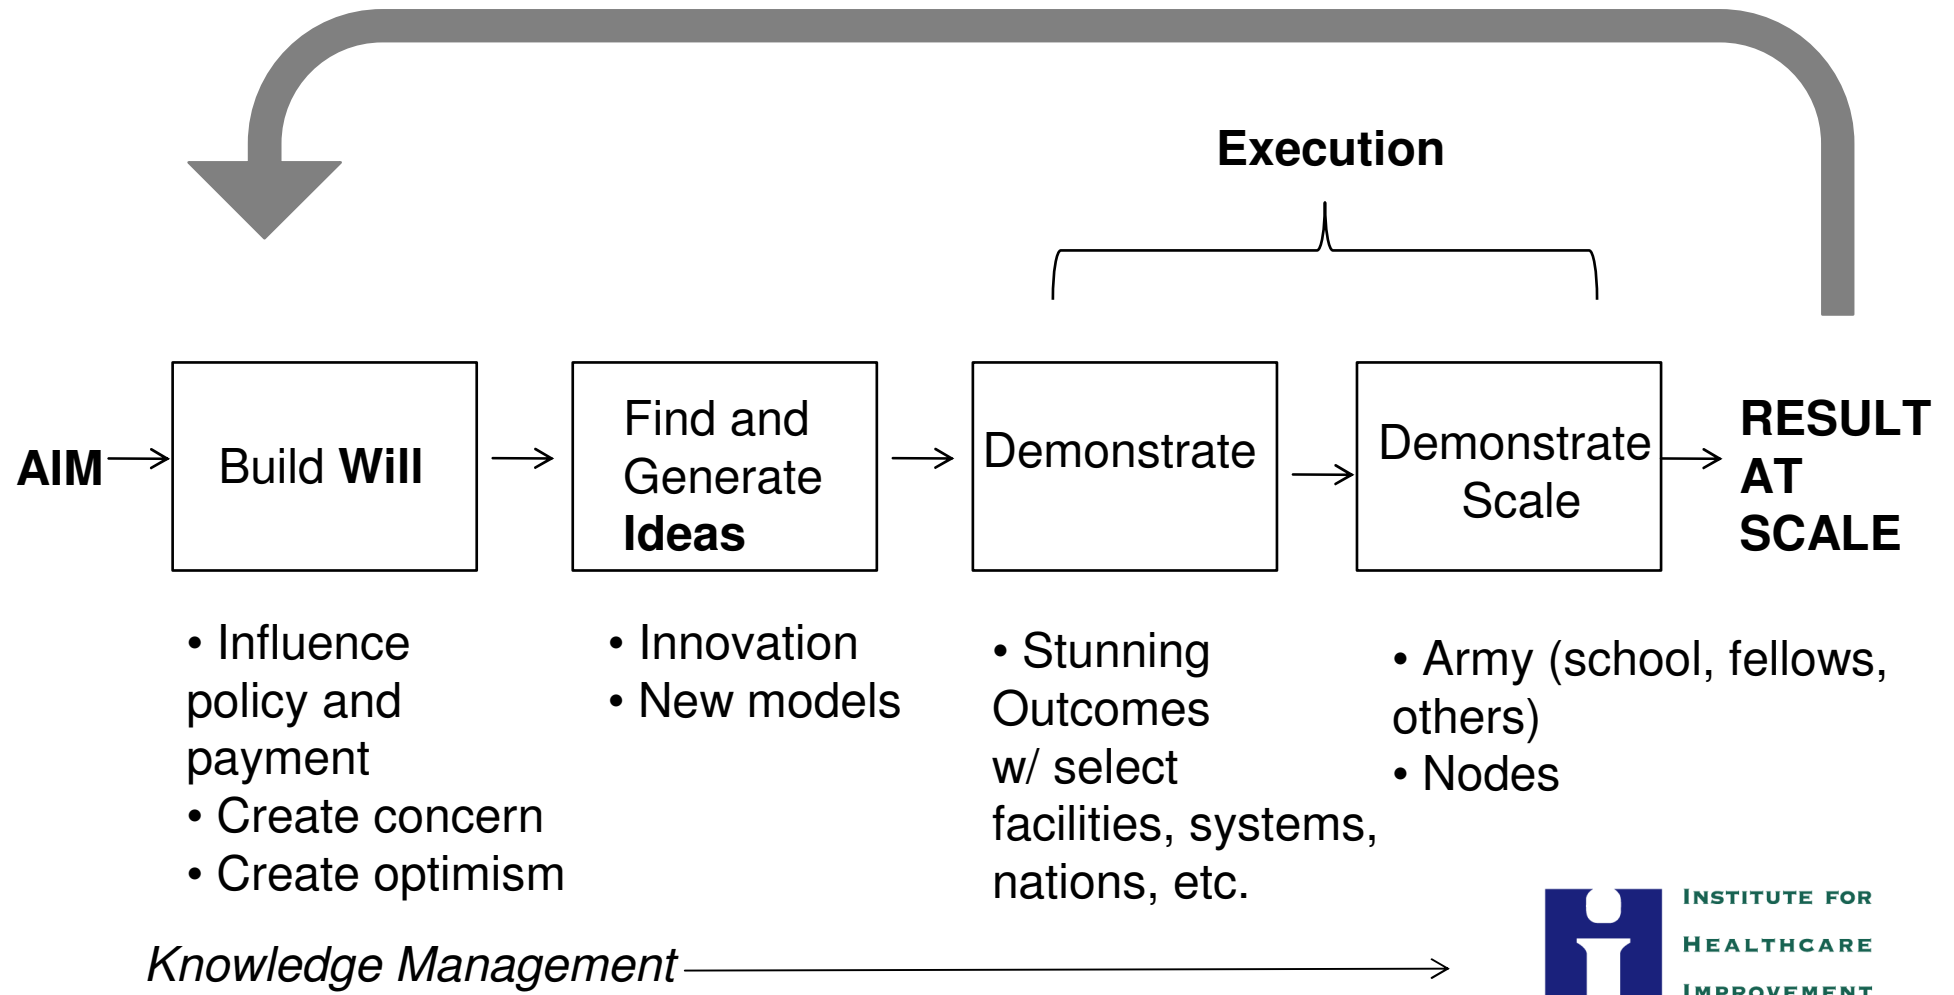 Execution
AIM
Build Will
Find and
Generate
Ideas
Demonstrate
Demonstrate
Scale
RESULT
AT
SCALE
• Influence
policy and
payment
• Create concern
• Create optimism
• Innovation
• New models
• Stunning
Outcomes
w/ select
facilities, systems,
nations, etc.
• Army (school, fellows,
others)
• Nodes
Knowledge Management
INSTITUTE FOR
HEALTHCARE
IMPROVEMENT